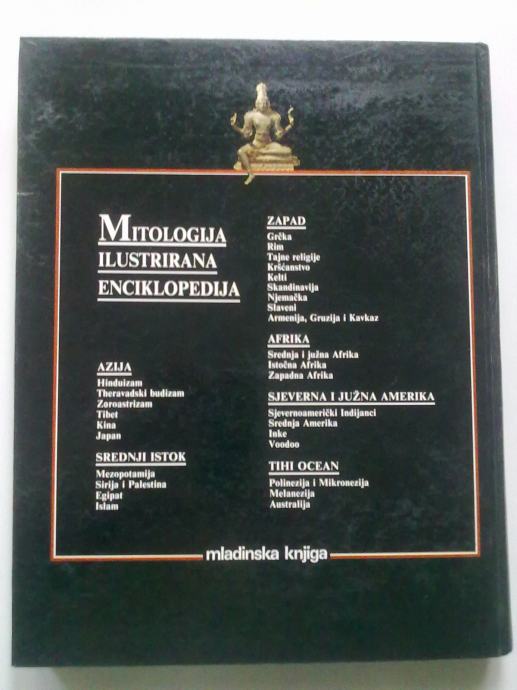 MITOLOGIJA
ILUSTRIRANA
ENCIKLOPEDIJA
AZIJA
Hinduizam
Theravadski budizam
Zoroastrizam
Tibet
Kina
Japan
SREDNJI ISTOK
Mezopotamija
Sirija i Palestina
Egipat
Islam
ZAPAD
Grčka
Rim
Tajne religije
Kršćanstvo
Kelti
Skandinavija
Njemačka
Slaveni
Armenija, Gruzija i Kavkaz
AFRIKA
Srednja i južna Afrika
Istočna Afrika
Zapadna Afrika
SJEVERNA I JUŽNA AMERIKA
Sjevernoamerički Indijanci
Srednja Amerika
Inke
Voodoo
TIHI OCEAN
Polinezija i Mikronezija
Melanezija
Australija
mladinska knjiga